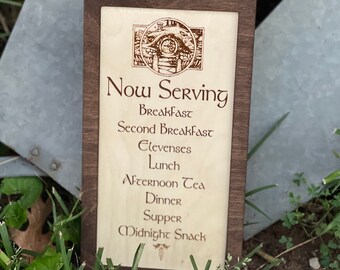 Now Serving
Breakfast
Second Breakfast
Elevenses
Lunch
Afternoon Tea
Dinner
Supper
Midnight Snack